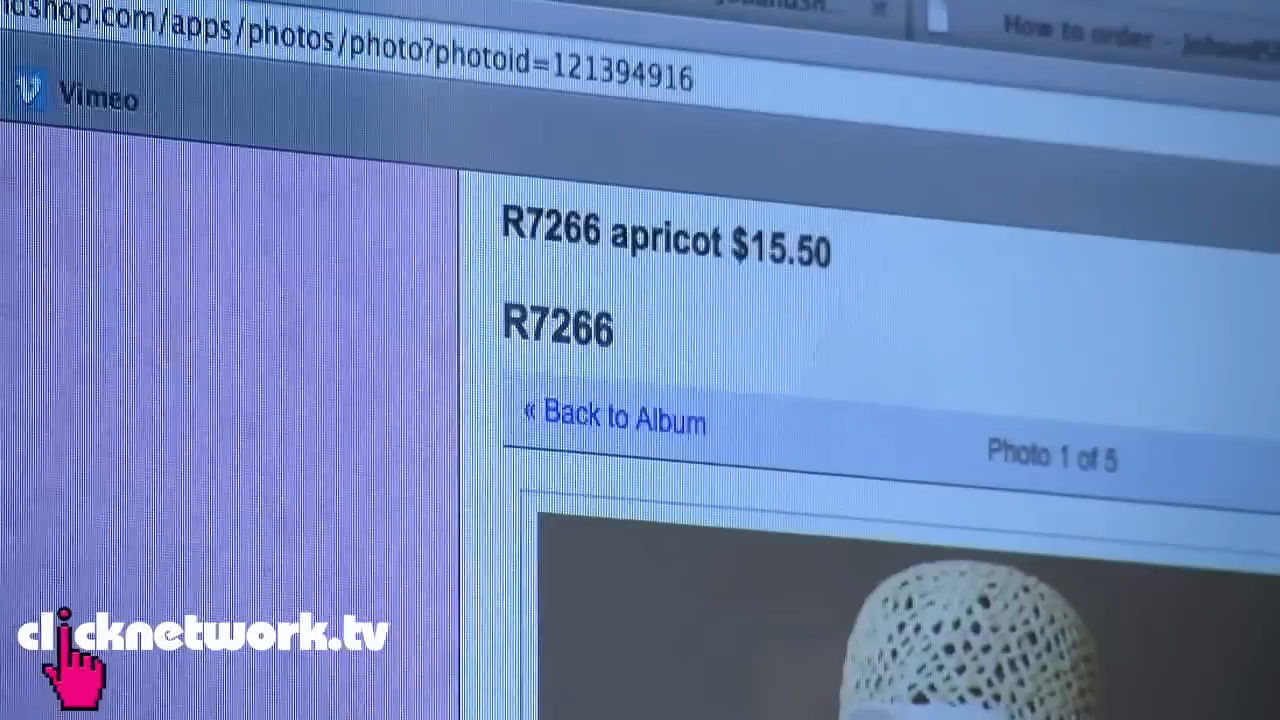 How to order -
dshop.com/apps/photos/photo?photoid=121394916
Vimeo
R7266 apricot $15.50
R7266
« Back to Album
Photo 1 of 5
clicknetwork.tv